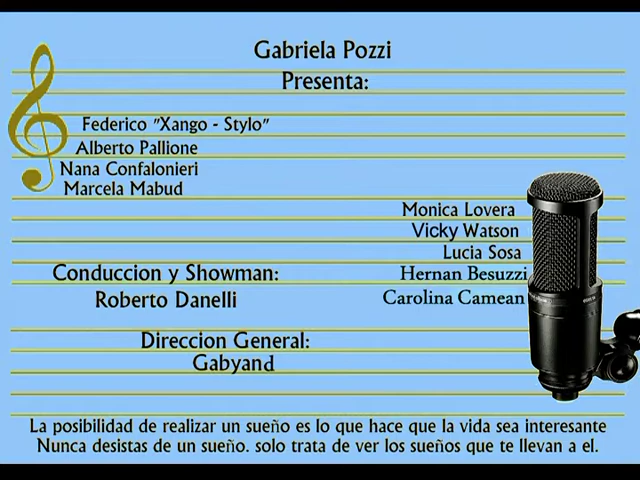 Gabriela Pozzi
Presenta:
Federico "Xango - Stylo"
Alberto Pallione
Nana Confalonieri
Marcela Mabud
Monica Lovera
Vicky Watson
Lucia Sosa
Hernan Besuzzi
Carolina Camean
Conduccion y Showman:
Roberto Danelli
Direccion General:
Gabyand
La posibilidad de realizar un sueño es lo que hace que la vida sea interesante
Nunca desistas de un sueño. solo trata de ver los sueños que te llevan a el.